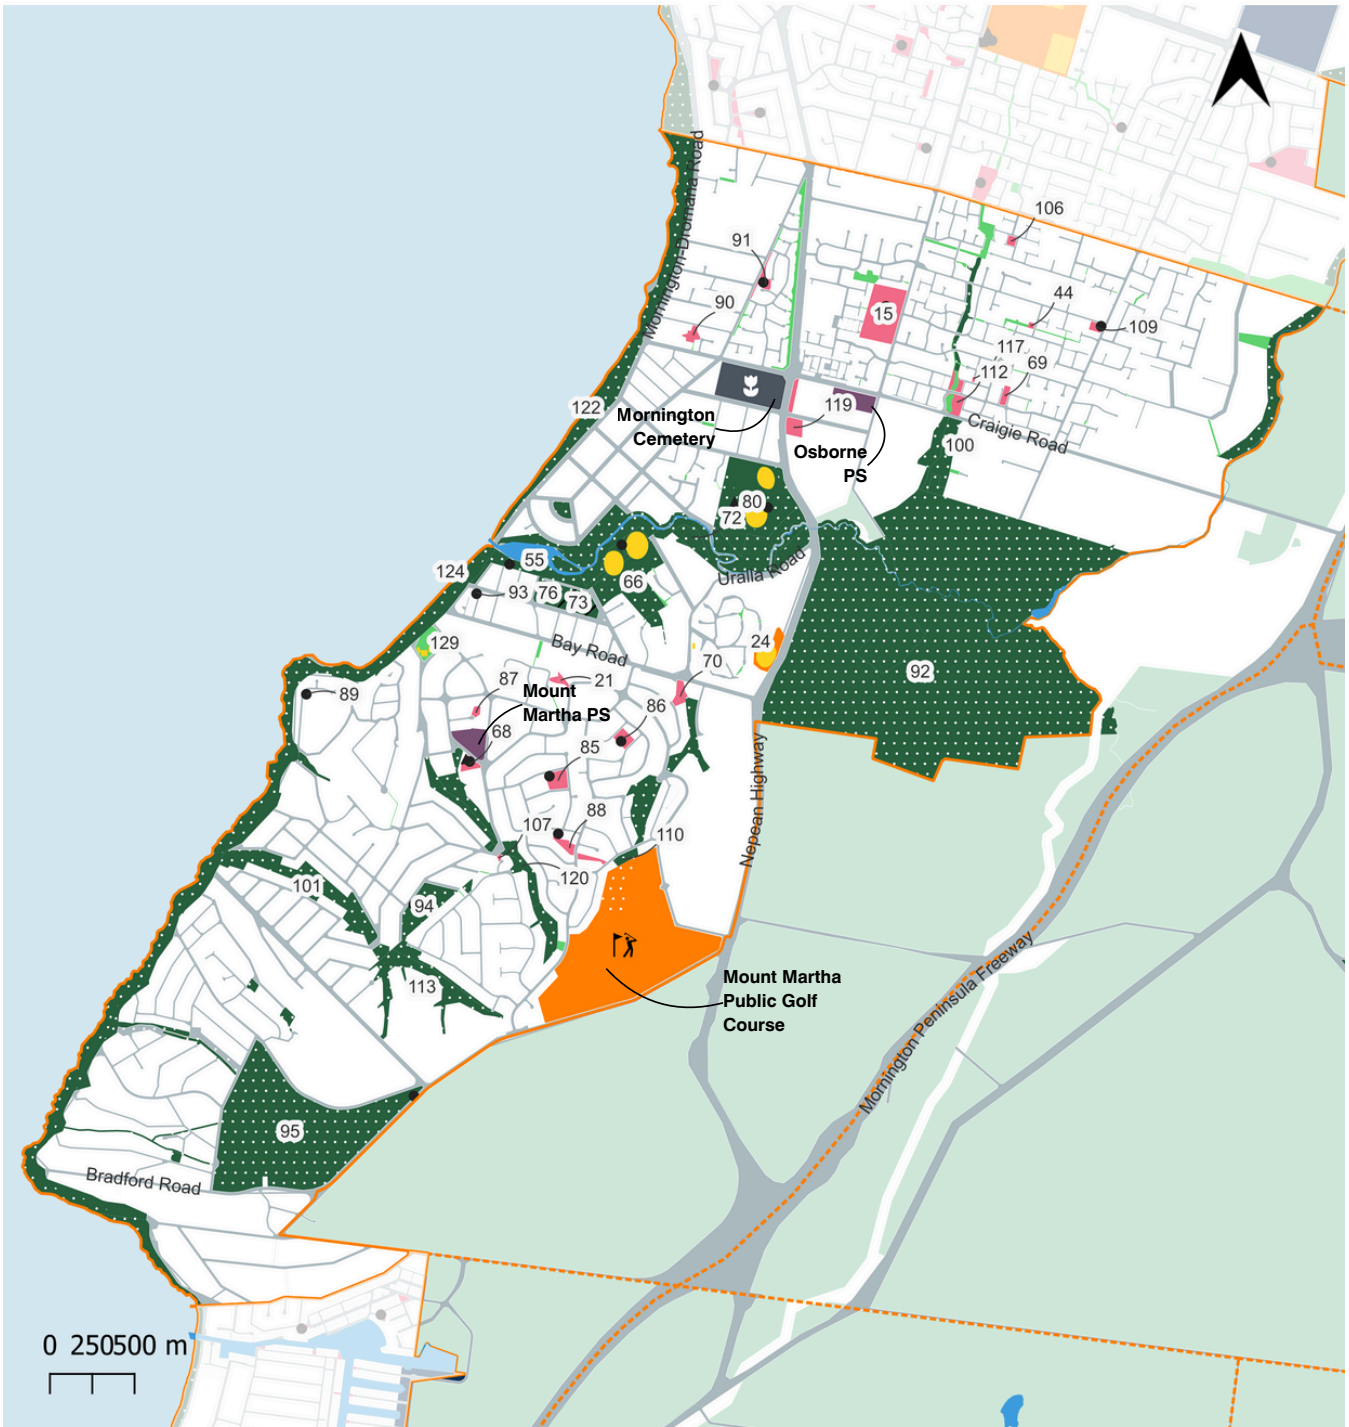 Mornington-Dromana Road
106
91
44
90
15
109
117
69
112
122
119
Mornington
Cemetery
Craigie Road
100
Osborne
PS
80
72
55
124
66
Uralla Road
93
76
73
129
24
Bay Road
70
92
87
21
89
Mount
Martha PS
86
68
85
Nepean Highway
88
107
110
120
101
94
113
Mount Martha
Public Golf
Course
Mornington Peninsula Freeway
95
Bradford Road
0 250500 m